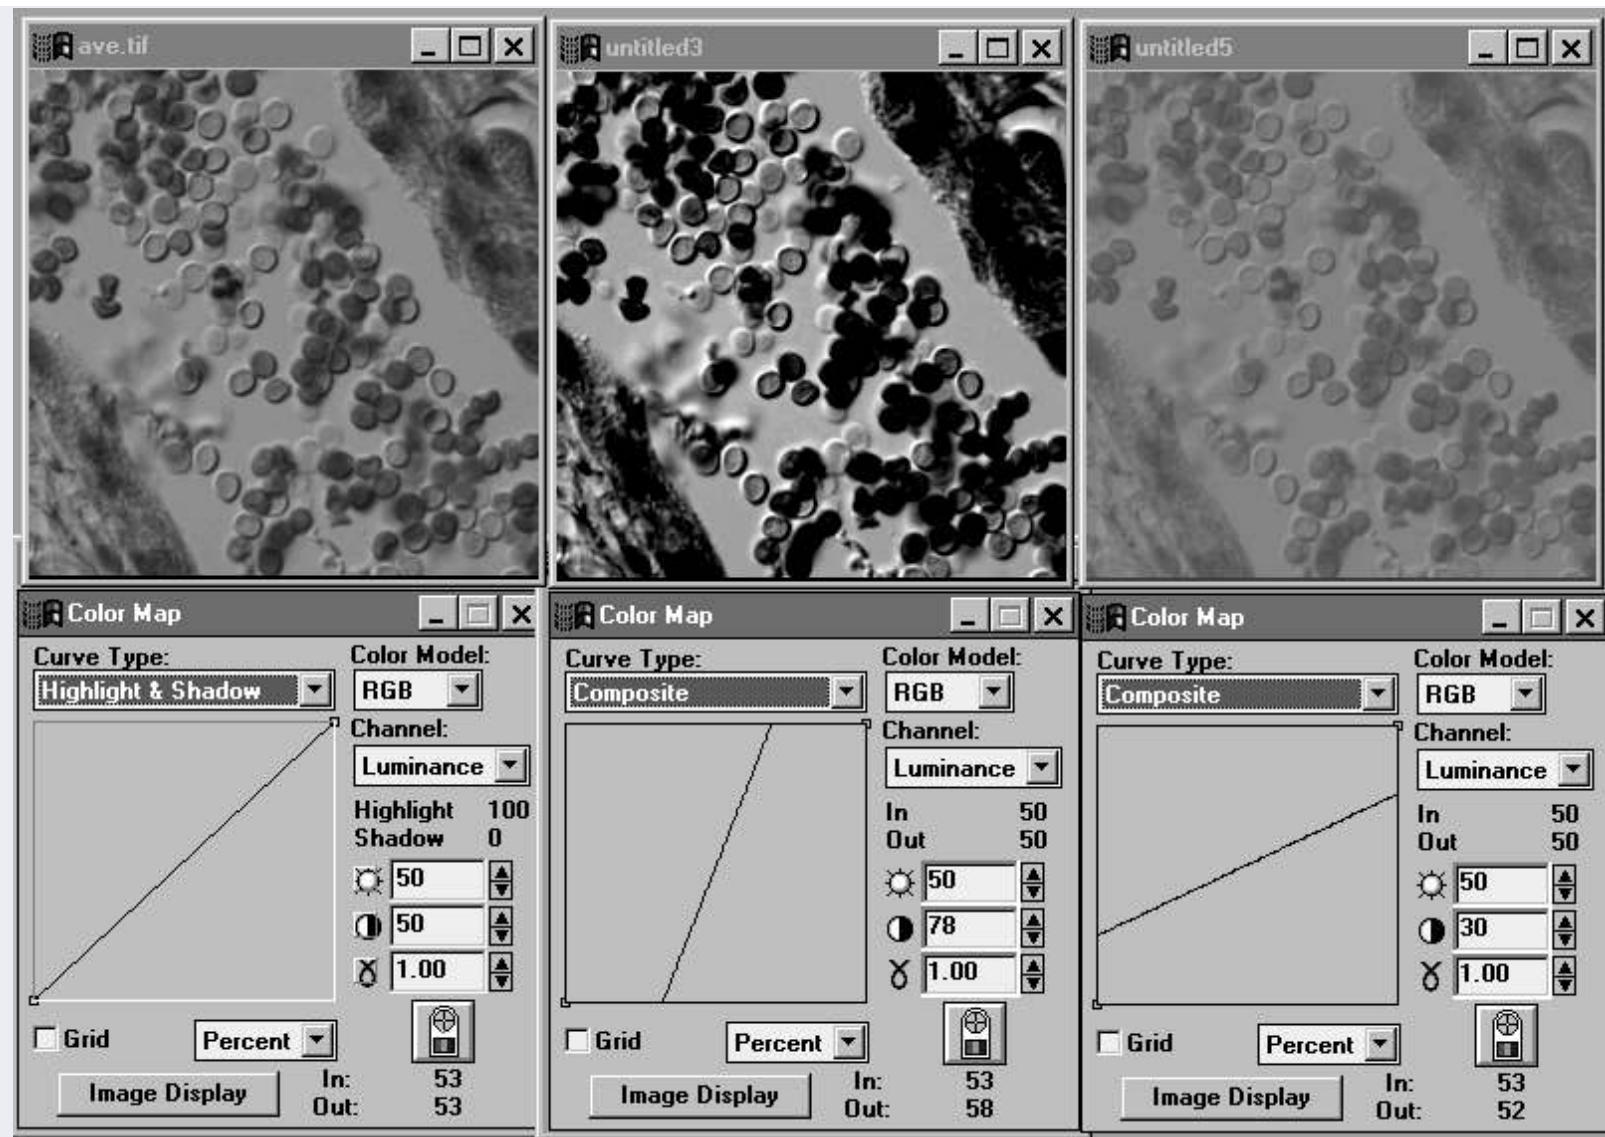 ave.tif
untitled3
untitled5
Color Map
Curve Type:
Color Model:
Highlight & Shadow
RGB
Channel:
Luminance
Highlight 100
Shadow 0
50
50
1.00
Grid
Percent
Image Display
In: 53
Out: 53
Color Map
Curve Type:
Color Model:
Composite
RGB
Channel:
Luminance
In 50
Out 50
50
78
1.00
Grid
Percent
Image Display
In: 53
Out: 58
Color Map
Curve Type:
Color Model:
Composite
RGB
Channel:
Luminance
In 50
Out 50
50
30
1.00
Grid
Percent
Image Display
In: 53
Out: 52